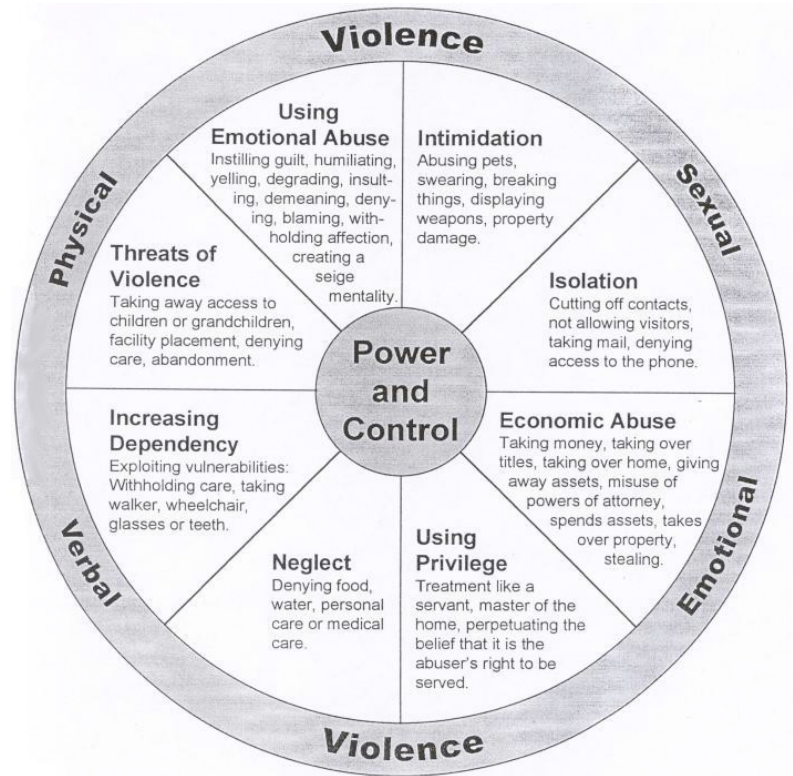 Violence
Physical
Sexual
Using
Emotional Abuse
Instilling guilt, humiliating,
yelling, degrading, insult-
ing, demeaning, deny-
ing, blaming, with-
holding affection,
creating a
seige
mentality.
Intimidation
Abusing pets,
swearing, breaking
things, displaying
weapons, property
damage.
Threats of
Violence
Taking away access to
children or grandchildren,
facility placement, denying
care, abandonment.
Isolation
Cutting off contacts,
not allowing visitors,
taking mail, denying
access to the phone.
Power
and
Control
Increasing
Dependency
Exploiting vulnerabilities:
Withholding care, taking
walker, wheelchair,
glasses or teeth.
Economic Abuse
Taking money, taking over
titles, taking over home, giving
away assets, misuse of
powers of attorney,
spends assets, takes
over property,
stealing.
Neglect
Denying food,
water, personal
care or medical
care.
Using
Privilege
Treatment like a
servant, master of the
home, perpetuating the
belief that it is the
abuser's right to be
served.
Verbal
Emotional
Violence